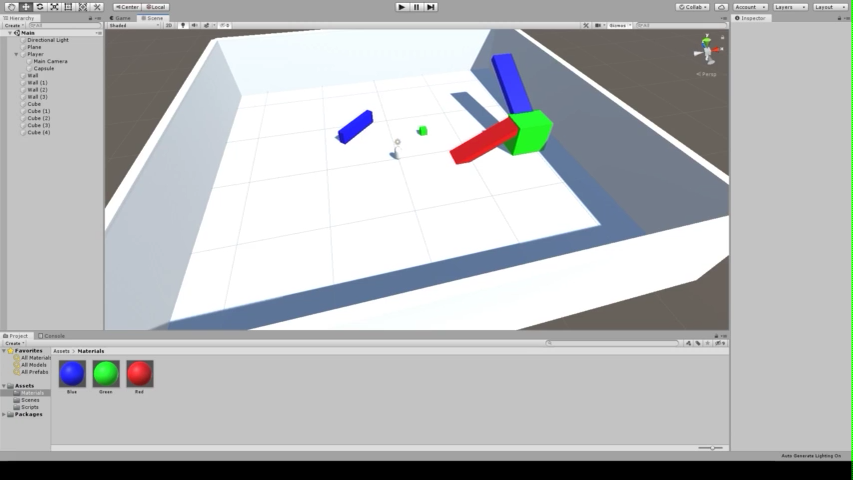 Center Local Collab Account Layers Layout
Hierarchy
Create
Main
Directional Light
Plane
Player
Main Camera
Capsule
Wall
Wall (1)
Wall (2)
Wall (3)
Cube
Cube (1)
Cube (2)
Cube (3)
Cube (4)
Game Scene
Shaded 2D Gizmos
Persp
Inspector
Project Console
Create
Favorites
All Materials
All Models
All Prefabs
Assets
Materials
Scenes
Scripts
Packages
Assets > Materials
Blue Green Red
Auto Generate Lighting On